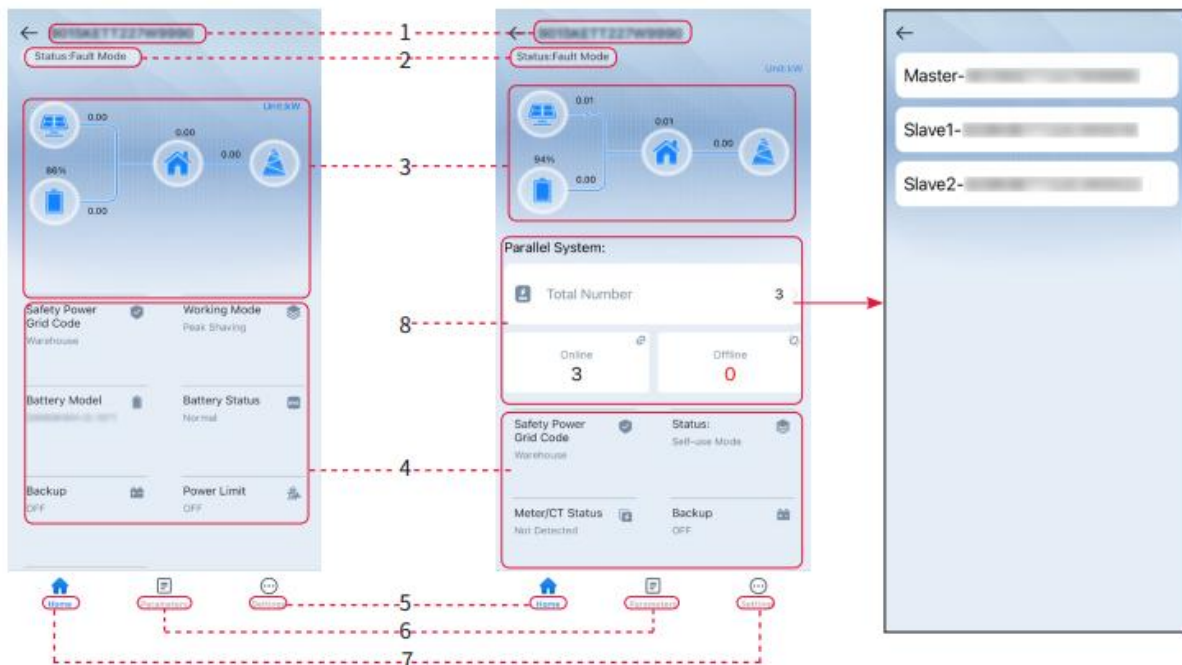 Status:Fault Mode
Unit:kW
0.00
0.00
0.00
86%
0.00
Safety Power
Grid Code
Warehouse
Working Mode
Peak Shaving
Battery Model
Battery Status
Normal
Backup
OFF
Power Limit
OFF
Home
Parameters
Settings
1
2
3
8
4
5
6
7
Status:Fault Mode
Unit:kW
0.01
0.01
0.00
94%
0.00
Parallel System:
Total Number
3
Online
3
Offline
0
Safety Power
Grid Code
Warehouse
Status:
Self-use Mode
Meter/CT Status
Not Detected
Backup
OFF
Home
Parameters
Settings
Master-
Slave1-
Slave2-